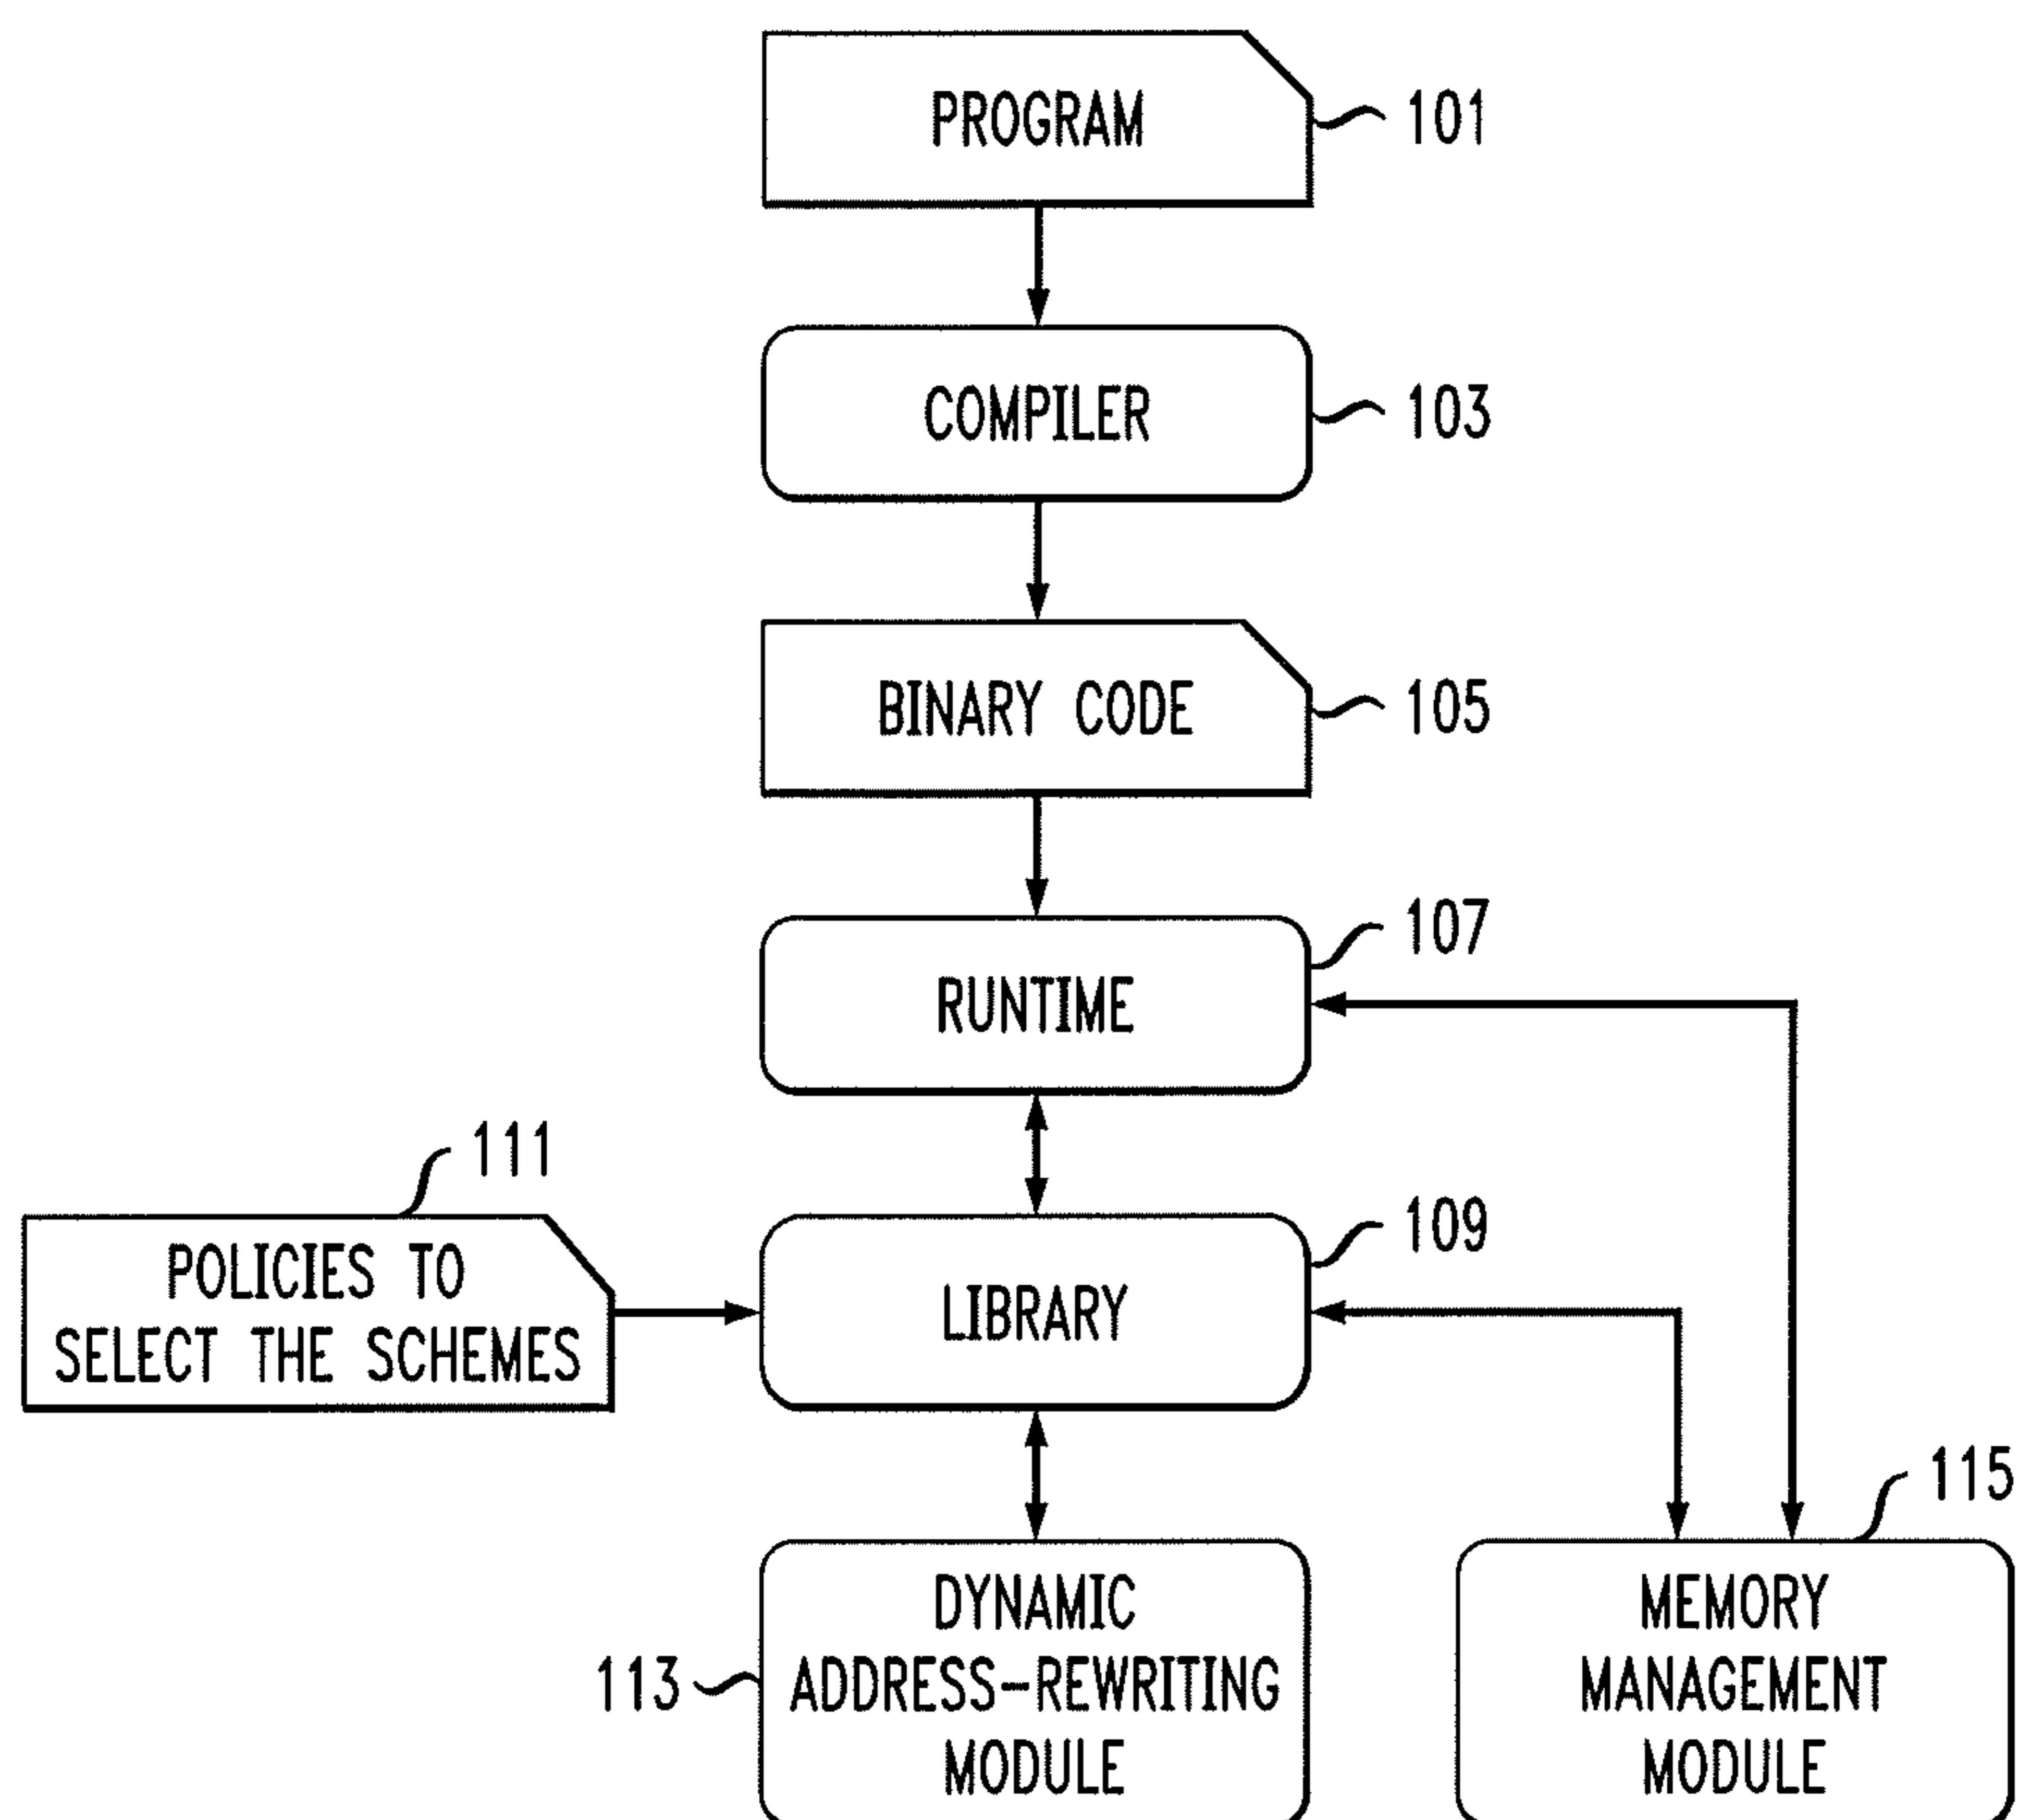 PROGRAM
101
COMPILER
103
BINARY CODE
105
RUNTIME
107
111
POLICIES TO
SELECT THE SCHEMES
LIBRARY
109
DYNAMIC
ADDRESS-REWRITING
MODULE
113
MEMORY
MANAGEMENT
MODULE
115